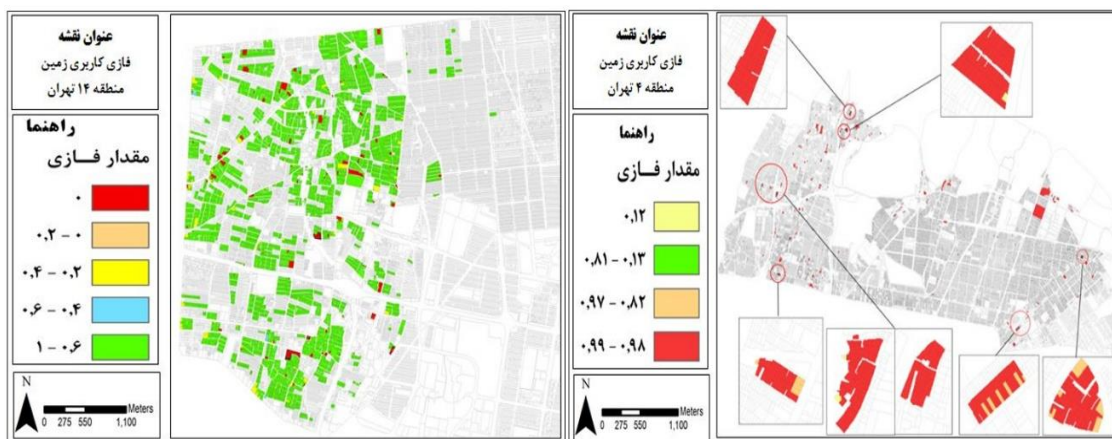 عنوان نقشه
فازی کاربری زمین
منطقه ۱۴ تهران
راهنما
مقدار فـــازی
۰
۰,۲ – ۰
۰,۴ – ۰,۲
۰,۶ – ۰,۴
۱ – ۰,۶
N
Meters
0 275 550 1,100
عنوان نقشه
فازی کاربری زمین
منطقه ۴ تهران
راهنما
مقدار فـــازی
۰,۱۲
۰,۸۱ – ۰,۱۳
۰,۹۷ – ۰,۸۲
۰,۹۹ – ۰,۹۸
N
Meters
0 275 550 1,100